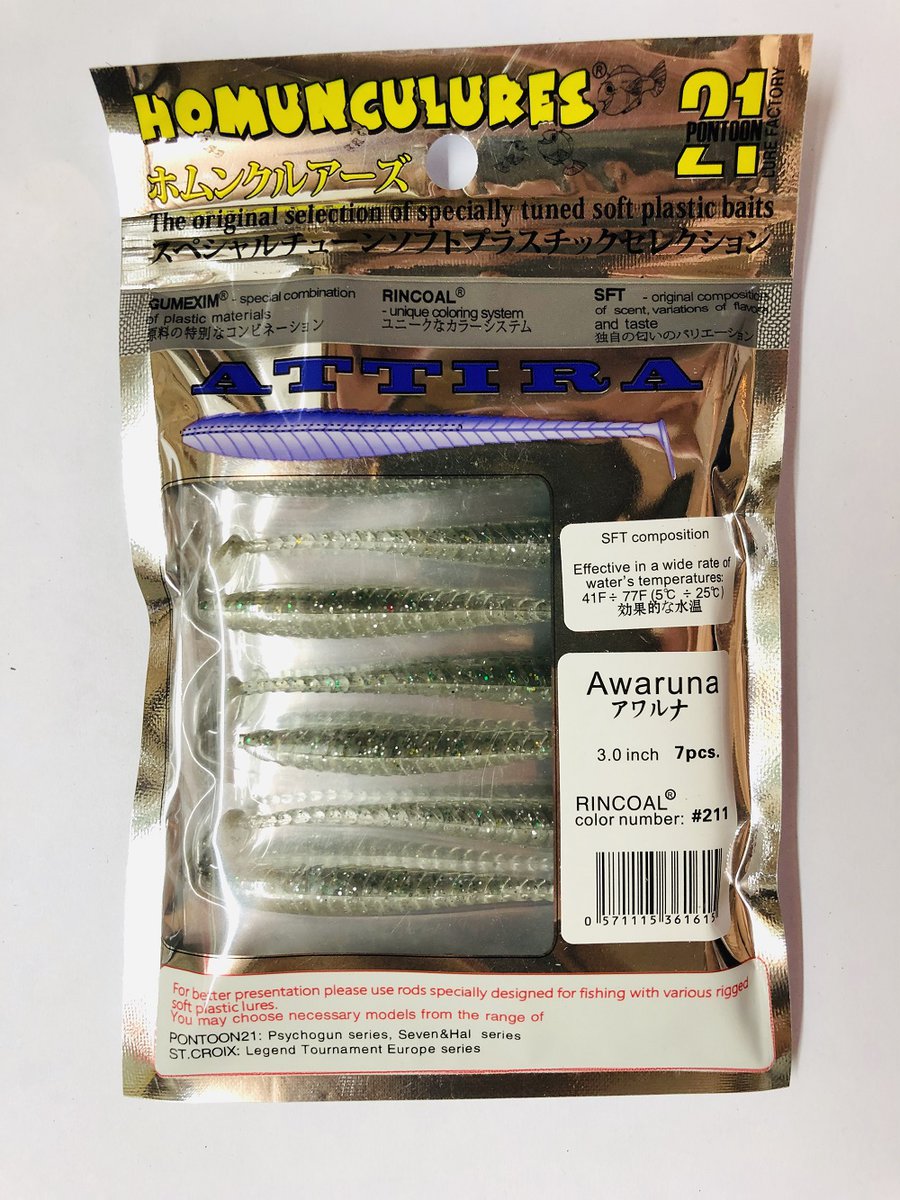 HOMUNCULURES®
21
PONTOON
LURE FACTORY
ホムンクルアーズ
The original selection of specially tuned soft plastic baits
スペシャルチューンソフトプラスチックセレクション
GUMEXIM® - special combination
of plastic materials
原料の特別なコンビネーション
RINCOAL®
- unique coloring system
ユニークなカラーシステム
SFT - original composition
of scent, variations of flavor
and taste
独自の匂いのバリエーション
ATTIRA
SFT composition
Effective in a wide rate of
water's temperatures:
41F÷ 77F (5℃ ÷ 25℃)
効果的な水温
Awaruna
アワルナ
3.0 inch 7pcs.
RINCOAL®
color number: #211
0 571115 361615
For better presentation please use rods specially designed for fishing with various rigged
soft plastic lures.
You may choose necessary models from the range of
PONTOON21: Psychogun series, Seven&Hal series
ST.CROIX: Legend Tournament Europe series